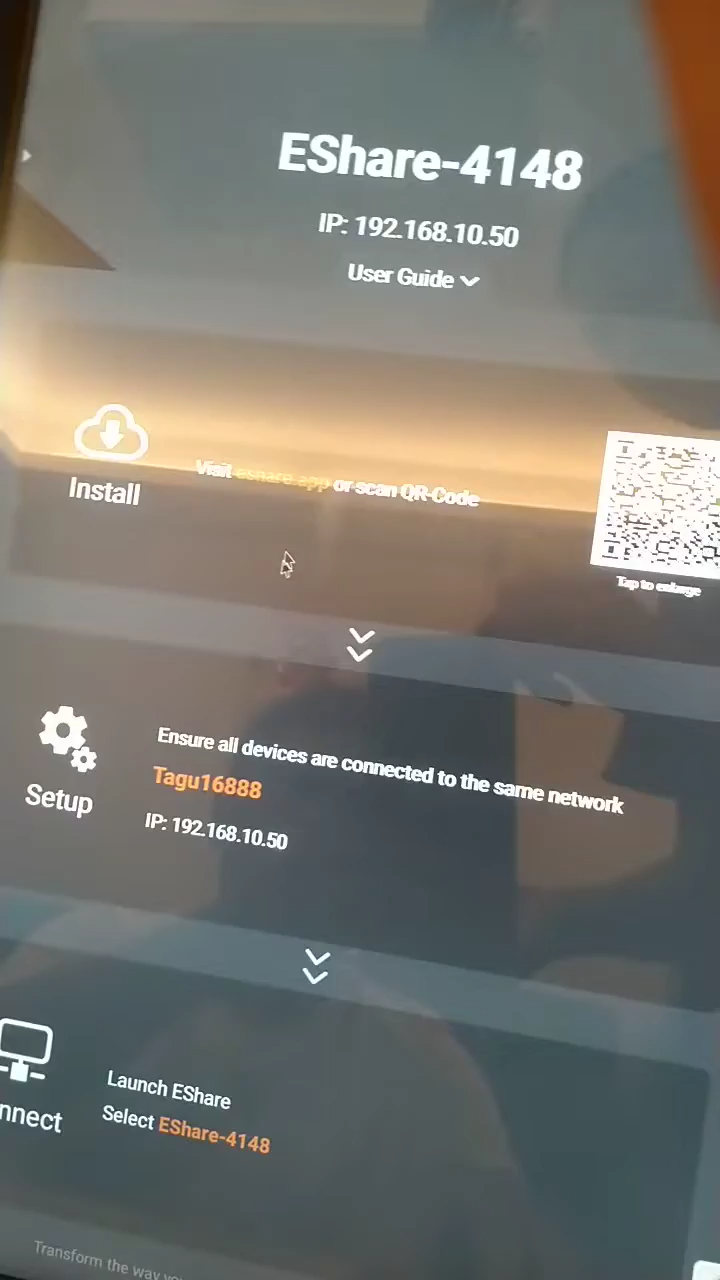 EShare-4148
IP: 192.168.10.50
User Guide
Install
Visit eshare.app or scan QR-Code
Tap to enlarge
Setup
Ensure all devices are connected to the same network
Tagu16888
IP: 192.168.10.50
nnect
Launch EShare
Select EShare-4148
Transform the way